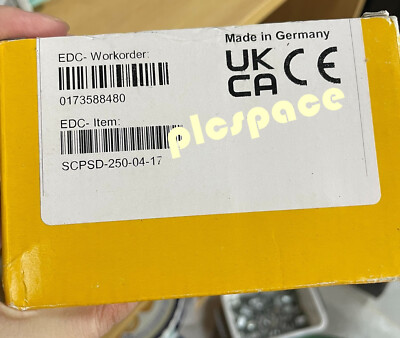 Made in Germany
EDC- Workorder:
UK
CA CE
0173588480
EDC- Item:
SCPSD-250-04-17
plcspace